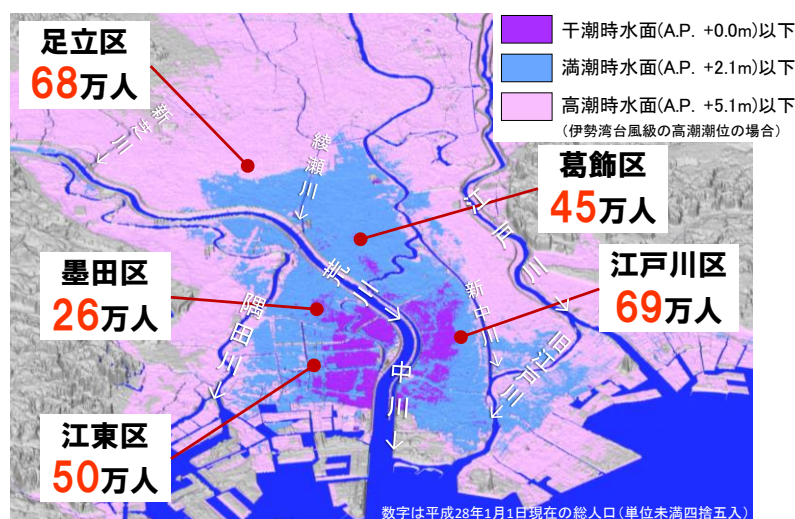 足立区
68万人
干潮時水面(A.P. +0.0m)以下
満潮時水面(A.P. +2.1m)以下
高潮時水面(A.P. +5.1m)以下
(伊勢湾台風級の高潮潮位の場合)
新芝川
綾瀬川
葛飾区
45万人
江戸川
墨田区
26万人
荒川
江戸川区
69万人
隅田川
新中川
旧江戸川
中川
江東区
50万人
数字は平成28年1月1日現在の総人口(単位未満四捨五入)